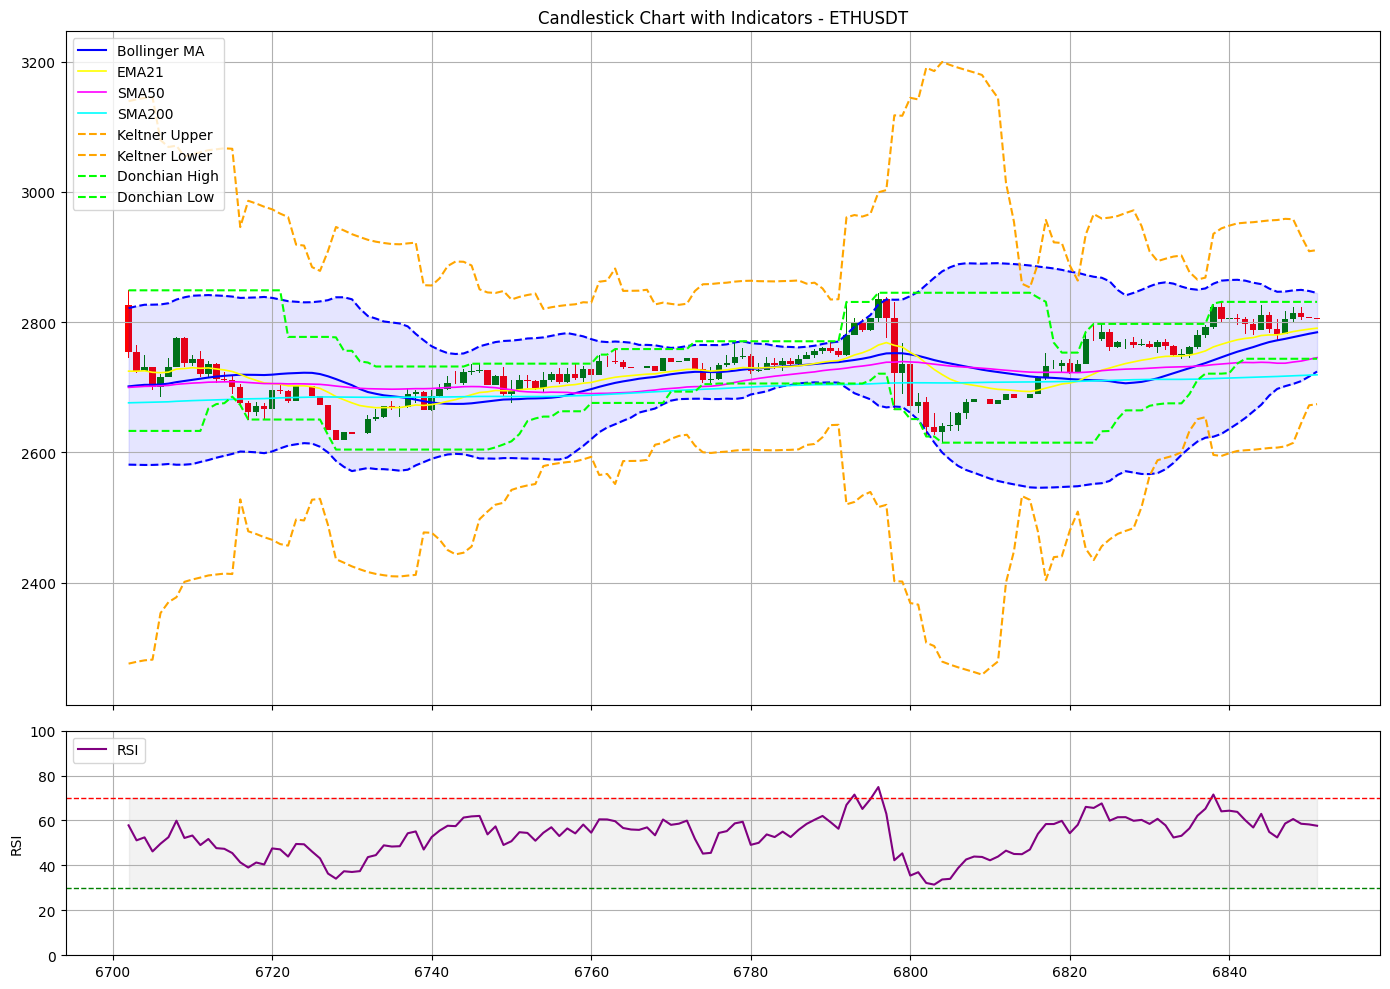 Candlestick Chart with Indicators - ETHUSDT
Bollinger MA
EMA21
SMA50
SMA200
Keltner Upper
Keltner Lower
Donchian High
Donchian Low
3200
3000
2800
2600
2400
RSI
100
80
60
40
20
0
RSI
6700 6720 6740 6760 6780 6800 6820 6840